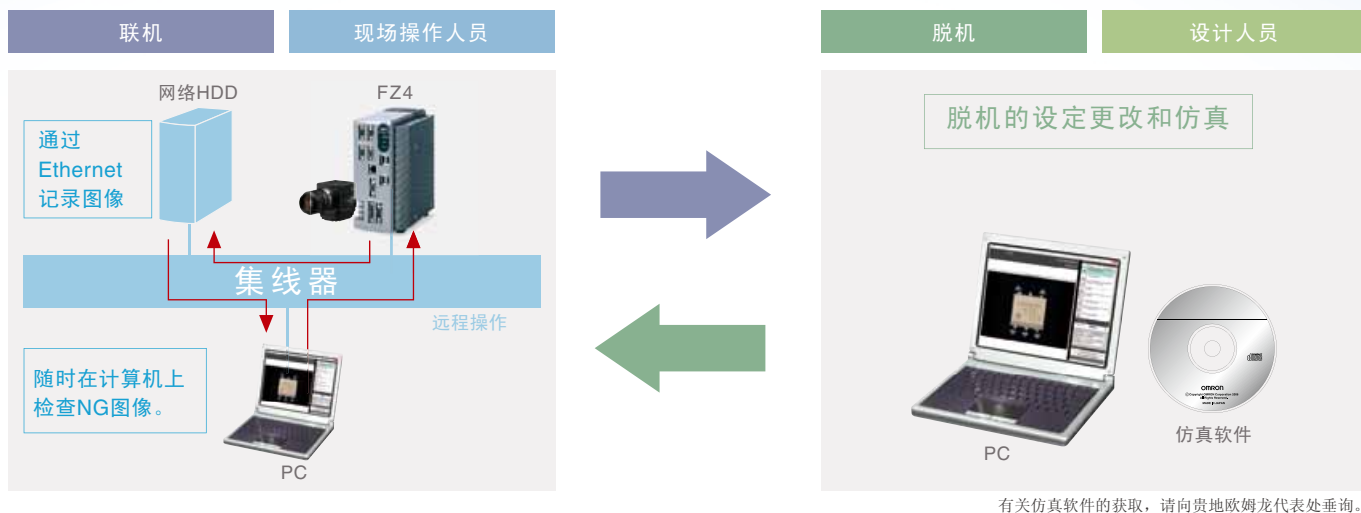 联机
现场操作人员
脱机
设计人员
网络HDD
FZ4
通过
Ethernet
记录图像
集线器
远程操作
随时在计算机上
检查NG图像。
PC
脱机的设定更改和仿真
OMRON
PC
仿真软件
有关仿真软件的获取，请向贵地欧姆龙代表处垂询。